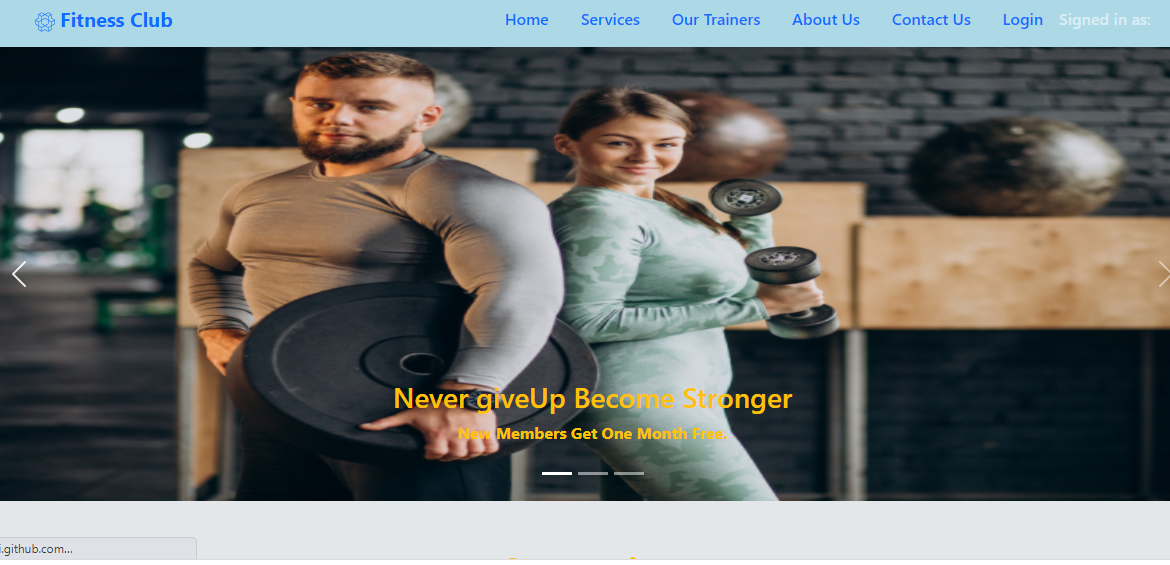 Fitness Club
Home Services Our Trainers About Us Contact Us Login Signed in as:
Never giveUp Become Stronger
New Members Get One Month Free.
i.github.com...